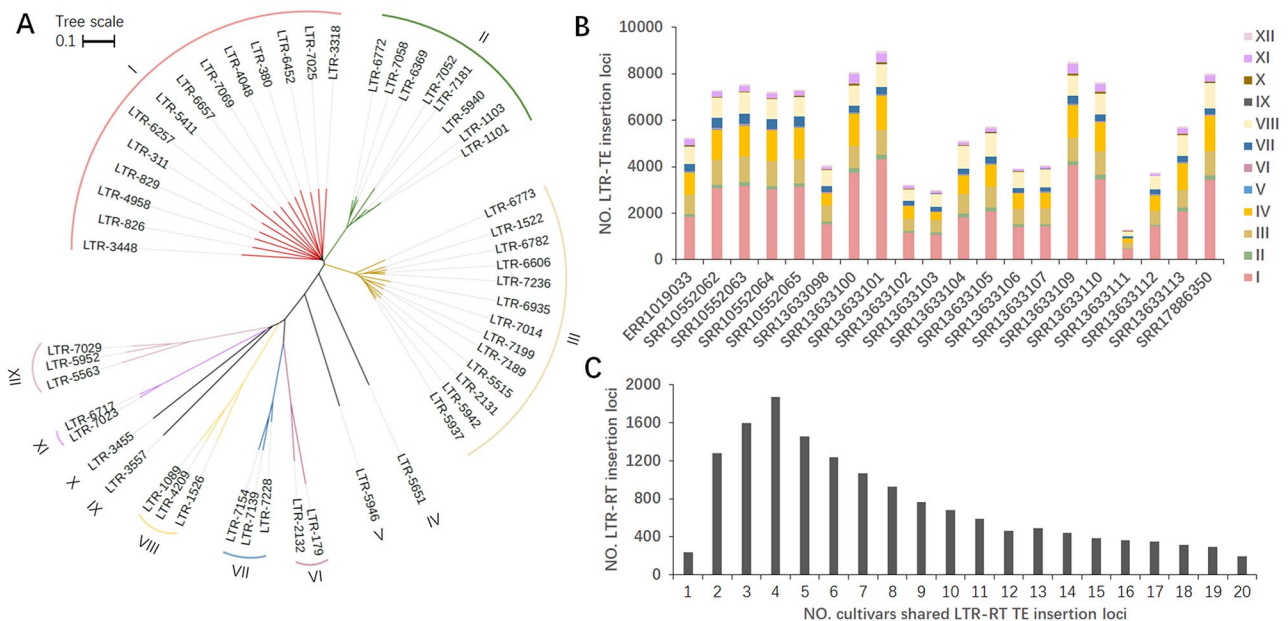 A
Tree scale
0.1
I
LTR-3448
LTR-826
LTR-4958
LTR-829
LTR-311
LTR-6257
LTR-5411
LTR-6657
LTR-7069
LTR-4048
LTR-380
LTR-6452
LTR-7025
LTR-3318
II
LTR-6772
LTR-7058
LTR-6369
LTR-7052
LTR-7181
LTR-5940
LTR-1103
LTR-1101
III
LTR-6773
LTR-1522
LTR-6782
LTR-6606
LTR-7236
LTR-6935
LTR-7014
LTR-7199
LTR-7189
LTR-5515
LTR-2131
LTR-5942
LTR-5937
IV
LTR-5651
V
LTR-5946
VI
LTR-179
LTR-2132
VII
LTR-7228
LTR-7139
LTR-7154
VIII
LTR-1526
LTR-4209
LTR-1089
IX
LTR-3557
X
LTR-3455
XI
LTR-7023
LTR-6717
XII
LTR-5563
LTR-5952
LTR-7029
B
NO. LTR-TE insertion loci
10000
8000
6000
4000
2000
0
ERR1019033
SRR10552062
SRR10552063
SRR10552064
SRR10552065
SRR13633098
SRR13633100
SRR13633101
SRR13633102
SRR13633103
SRR13633104
SRR13633105
SRR13633106
SRR13633107
SRR13633109
SRR13633110
SRR13633111
SRR13633112
SRR13633113
SRR17886350
XII
XI
X
IX
VIII
VII
VI
V
IV
III
II
I
C
NO. LTR-RT insertion loci
2000
1600
1200
800
400
0
1 2 3 4 5 6 7 8 9 10 11 12 13 14 15 16 17 18 19 20
NO. cultivars shared LTR-RT TE insertion loci